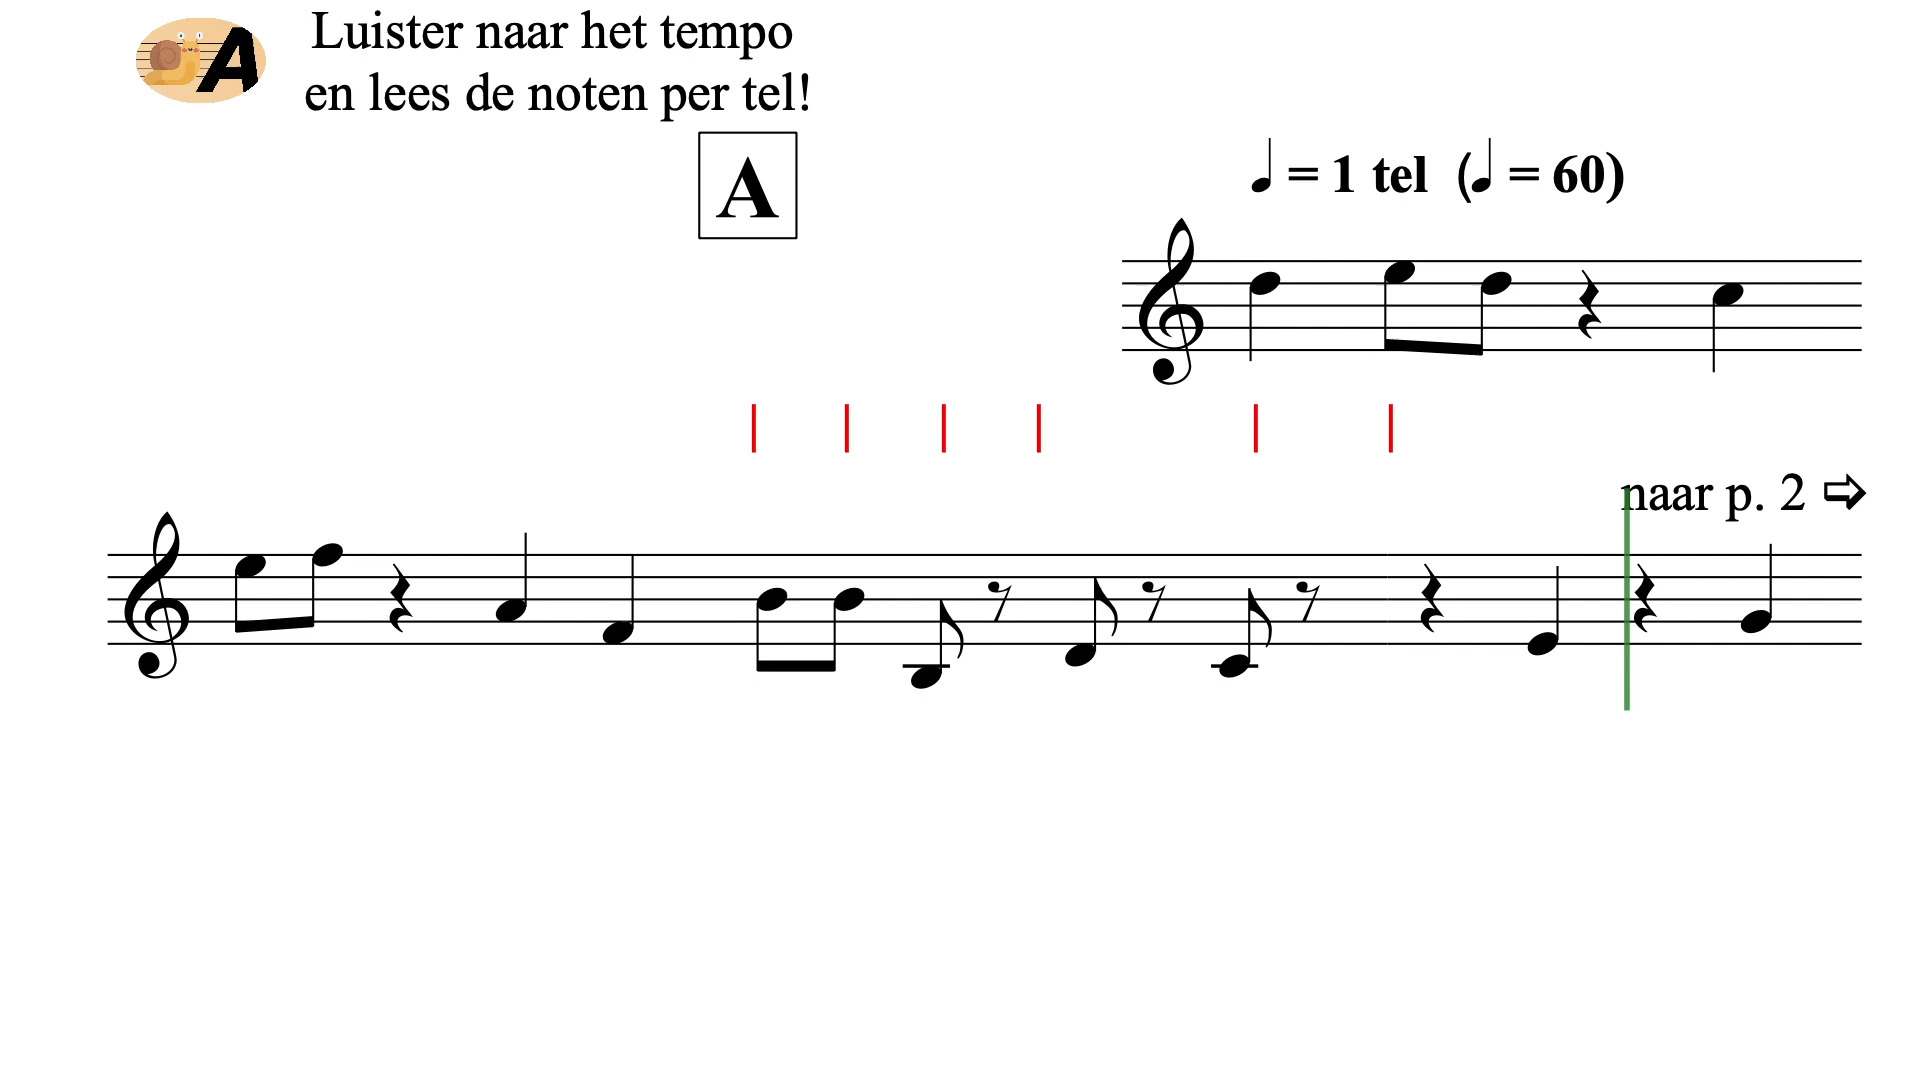 A
Luister naar het tempo
en lees de noten per tel!
A
♩ = 1 tel (♩ = 60)
naar p. 2 ⇨